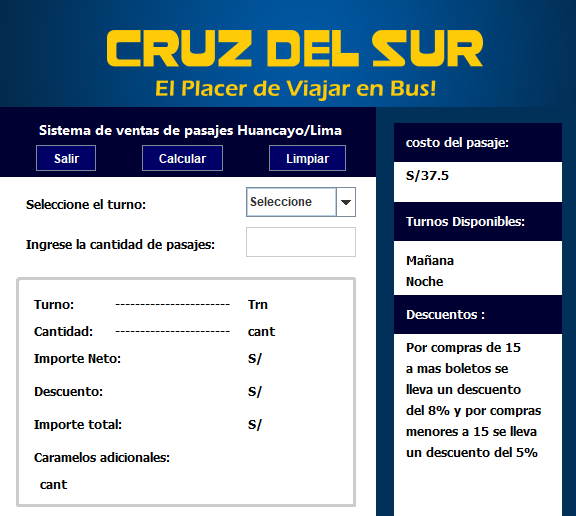 CRUZ DEL SUR
El Placer de Viajar en Bus!
Sistema de ventas de pasajes Huancayo/Lima
Salir Calcular Limpiar
Seleccione el turno: Seleccione
Ingrese la cantidad de pasajes:
Turno: ----------------------- Trn
Cantidad: ----------------------- cant
Importe Neto: S/
Descuento: S/
Importe total: S/
Caramelos adicionales:
cant
costo del pasaje:
S/37.5
Turnos Disponibles:
Mañana
Noche
Descuentos :
Por compras de 15
a mas boletos se
lleva un descuento
del 8% y por compras
menores a 15 se lleva
un descuento del 5%